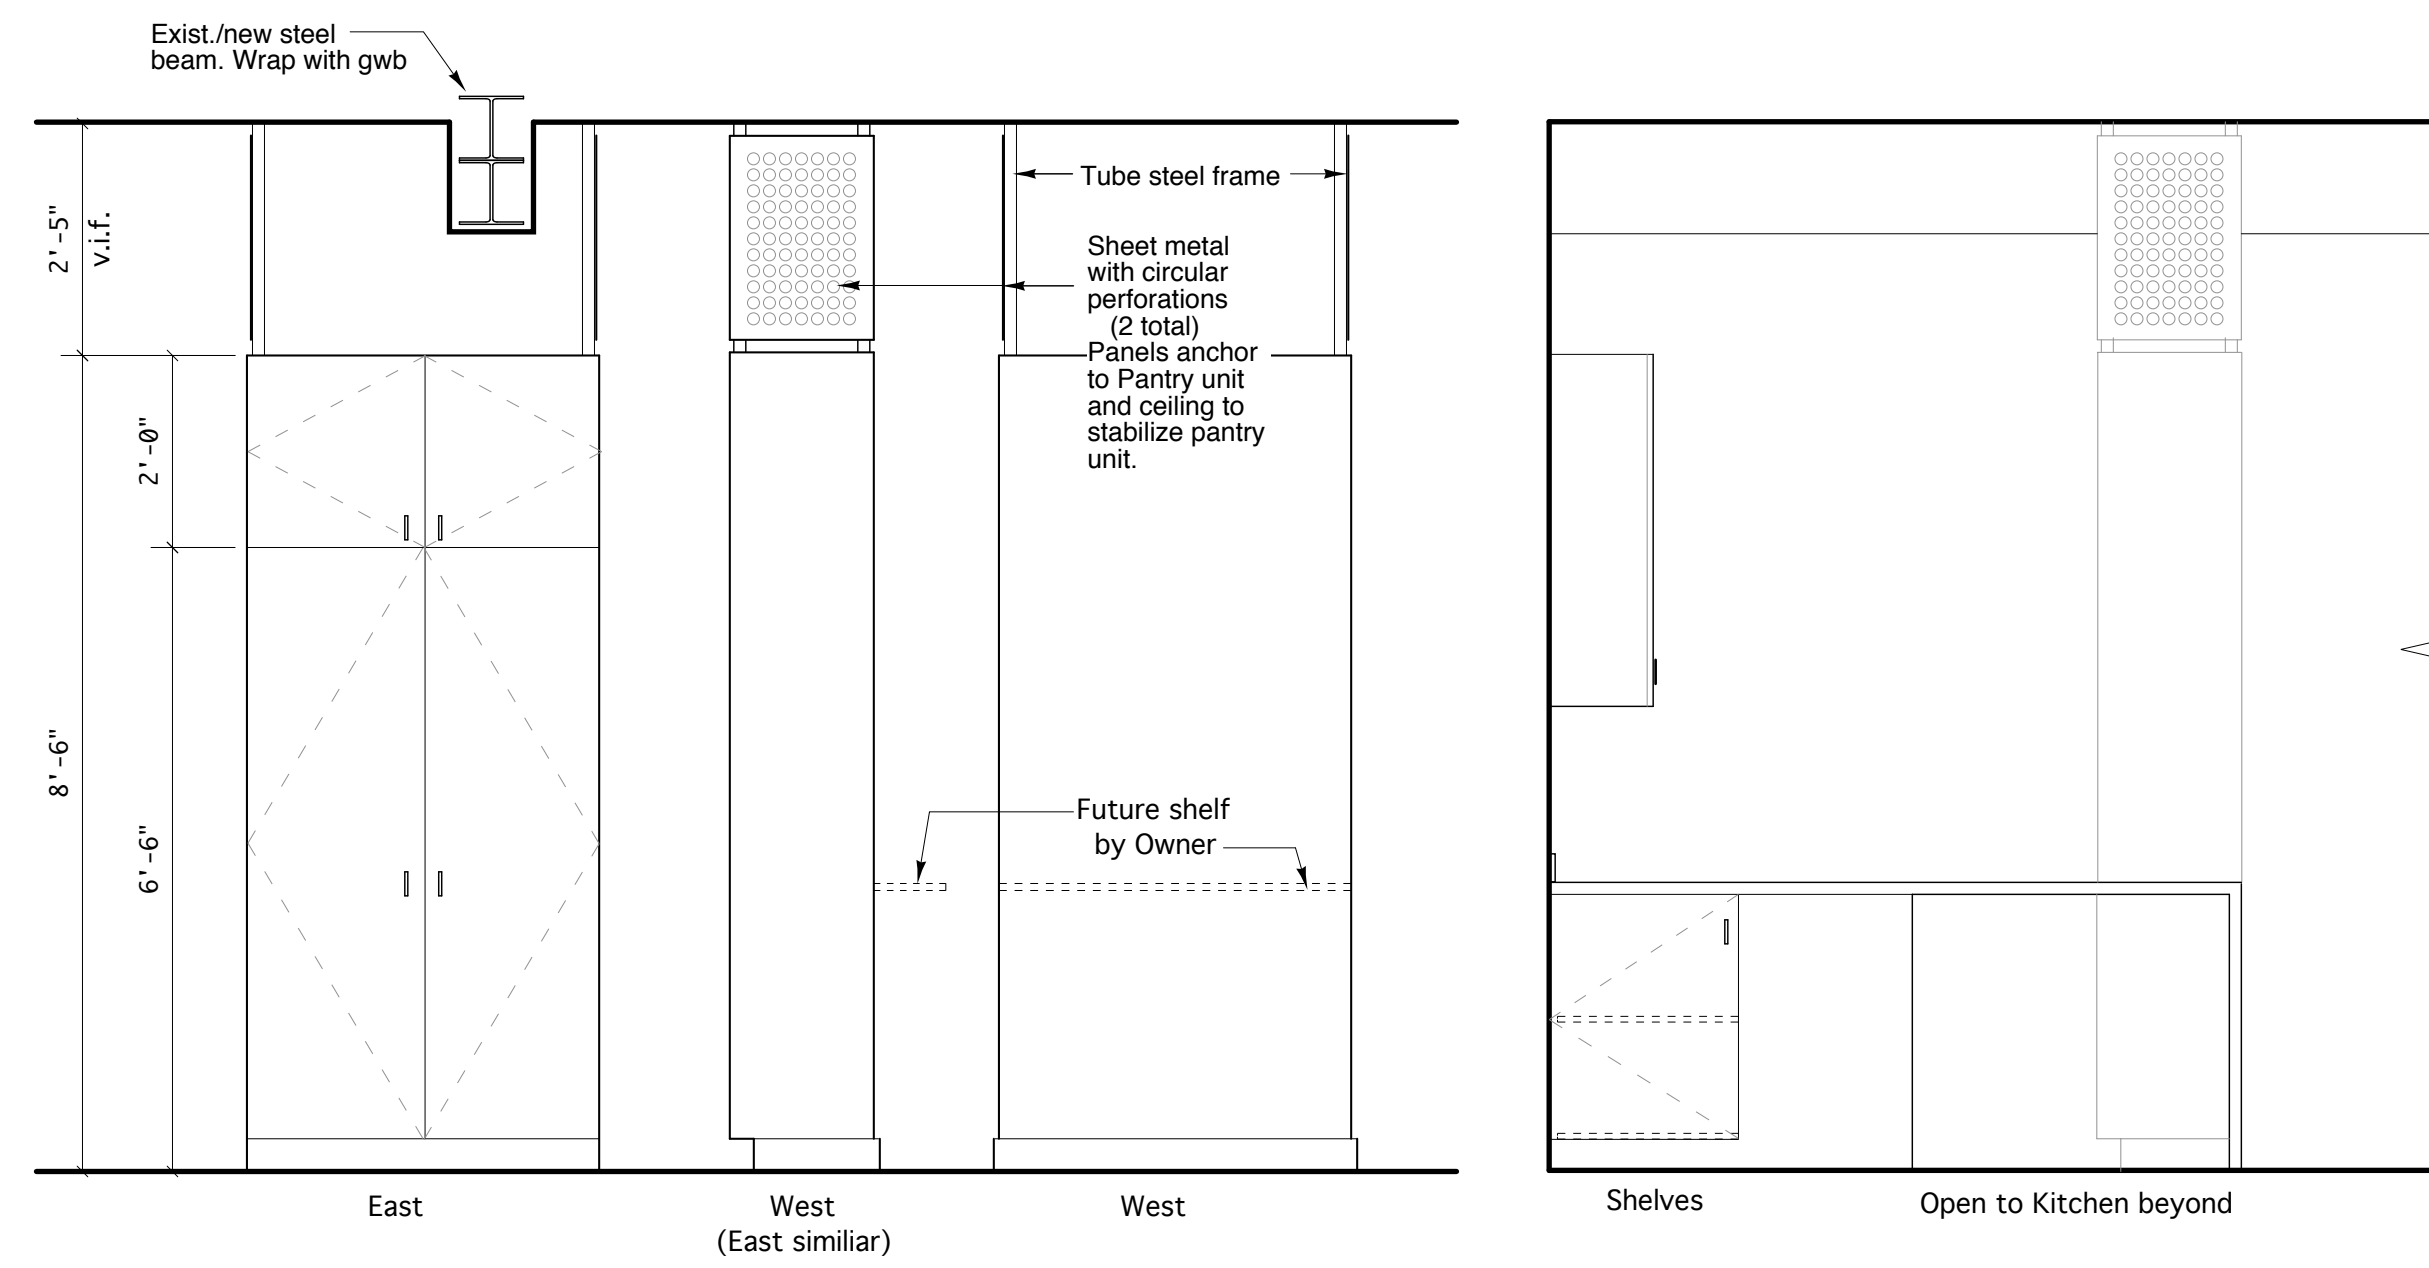 Exist./new steel
beam. Wrap with gwb
2'-5"
v.i.f.
2'-0"
8'-6"
6'-6"
Tube steel frame
Sheet metal
with circular
perforations
(2 total)
Panels anchor
to Pantry unit
and ceiling to
stabilize pantry
unit.
Future shelf
by Owner
East
West
(East similiar)
West
Shelves
Open to Kitchen beyond